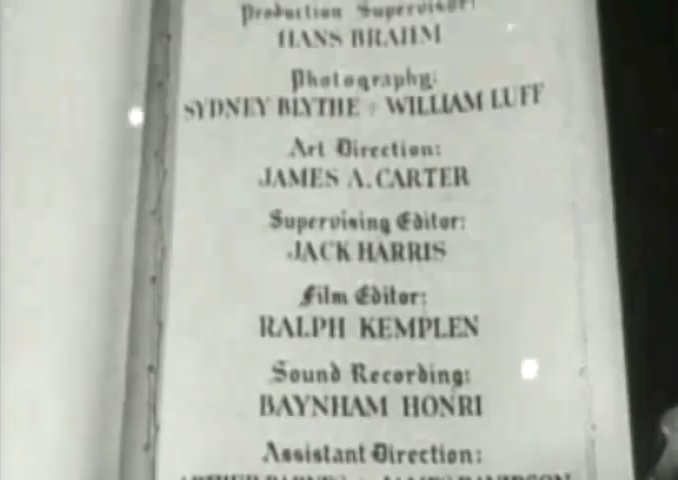 Production Supervisor:
HANS BRAHM
Photography:
SYDNEY BLYTHE & WILLIAM LUFF
Art Direction:
JAMES A. CARTER
Supervising Editor:
JACK HARRIS
Film Editor:
RALPH KEMPLEN
Sound Recording:
BAYNHAM HONRI
Assistant Direction: